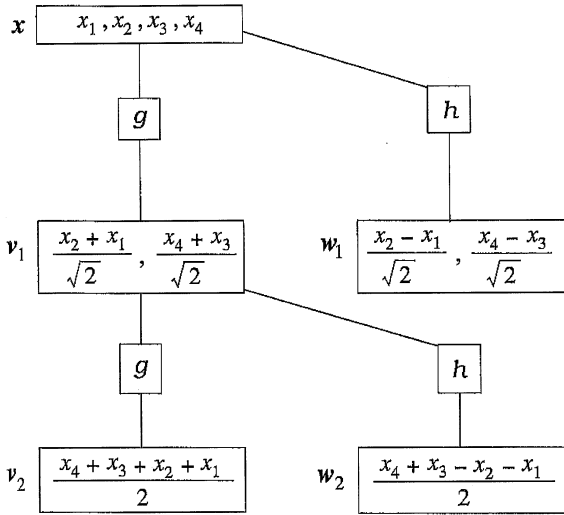 x x₁ , x₂ , x₃ , x₄
g h
v₁ (x₂ + x₁)/√2 , (x₄ + x₃)/√2 w₁ (x₂ − x₁)/√2 , (x₄ − x₃)/√2
g h
v₂ (x₄ + x₃ + x₂ + x₁)/2 w₂ (x₄ + x₃ − x₂ − x₁)/2